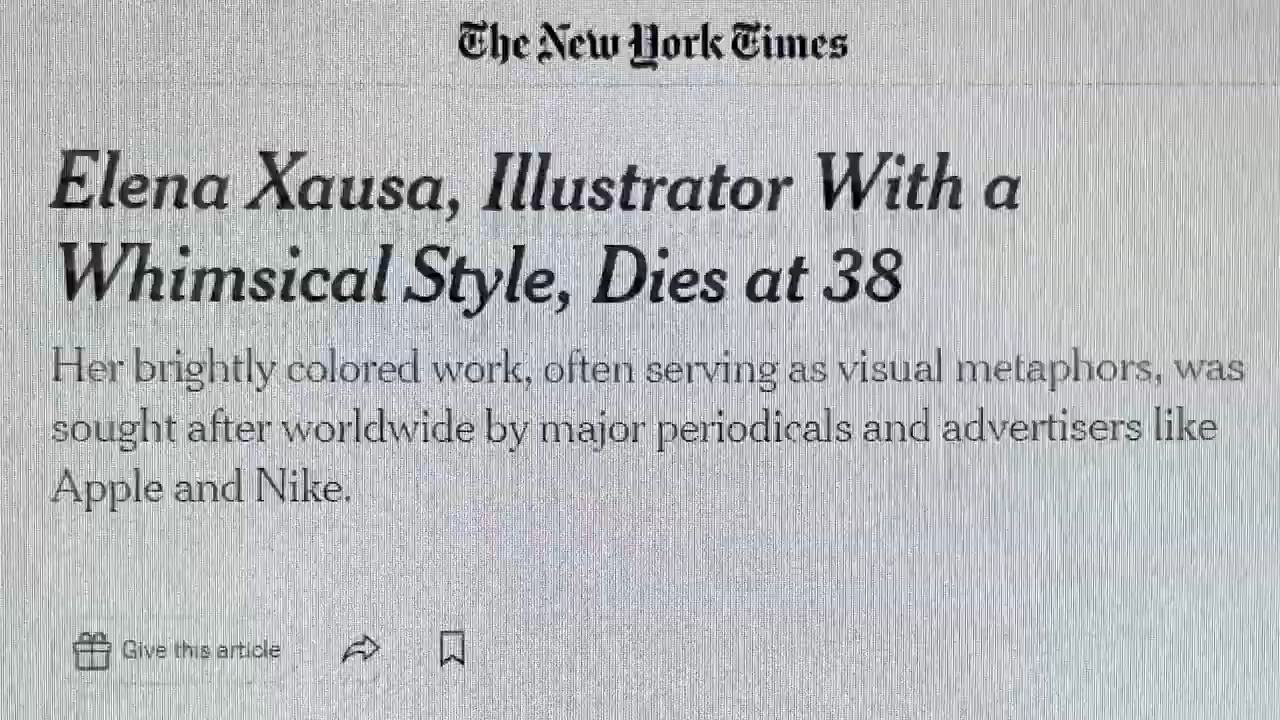 The New York Times
Elena Xausa, Illustrator With a
Whimsical Style, Dies at 38
Her brightly colored work, often serving as visual metaphors, was
sought after worldwide by major periodicals and advertisers like
Apple and Nike.
Give this article